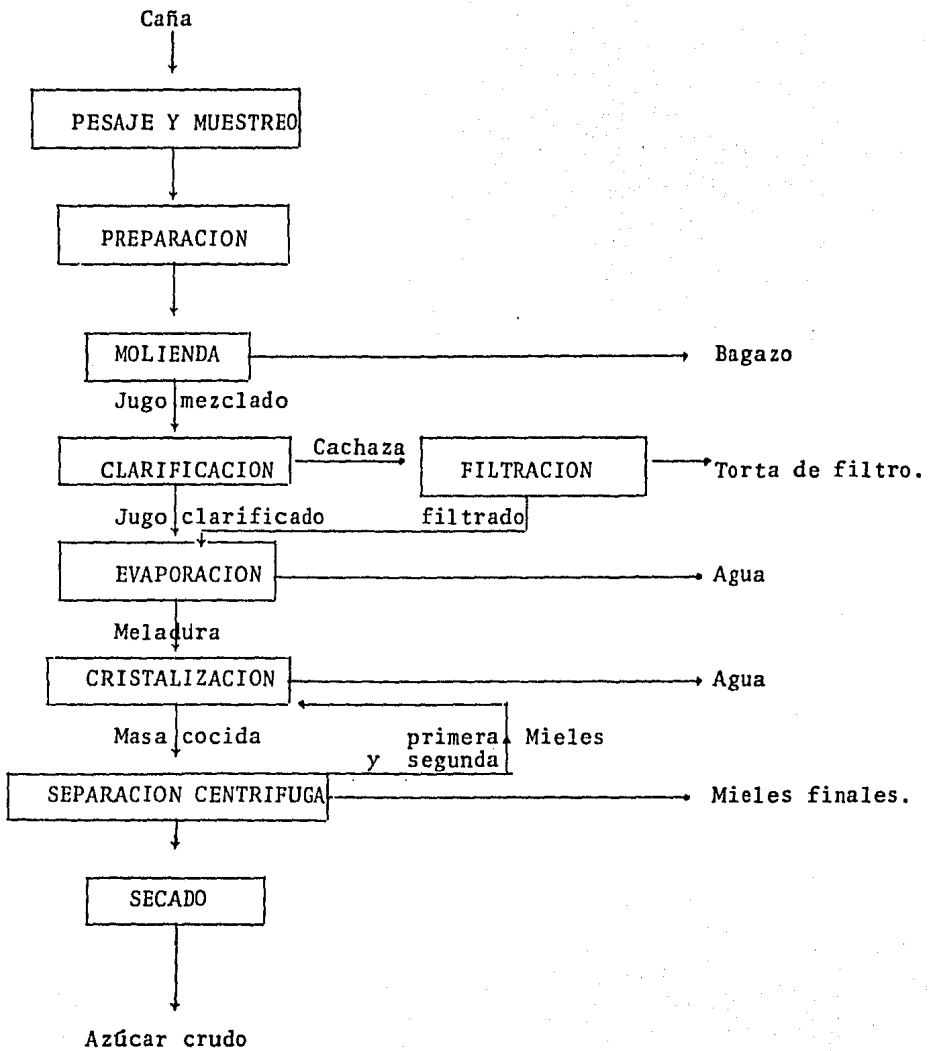 Caña
PESAJE Y MUESTREO
PREPARACION
MOLIENDA
Bagazo
Jugo mezclado
CLARIFICACION
Cachaza
FILTRACION
Torta de filtro.
Jugo clarificado
filtrado
EVAPORACION
Agua
Meladura
CRISTALIZACION
Agua
Masa cocida
primera Mieles
y segunda
SEPARACION CENTRIFUGA
Mieles finales.
SECADO
Azúcar crudo